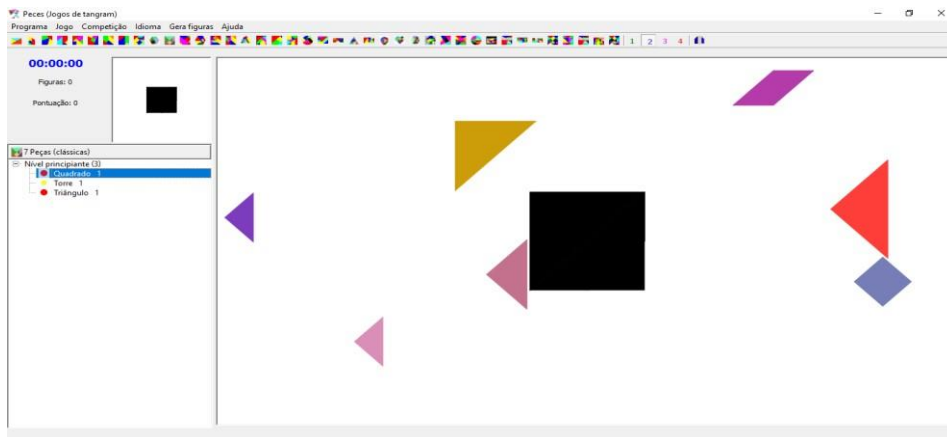 Peces (Jogos de tangram)
Programa Jogo Competição Idioma Gera figuras Ajuda
1 2 3 4
00:00:00
Figuras: 0
Pontuação: 0
7 Peças (clássicas)
Nível principiante (3)
Quadrado 1
Torre 1
Triângulo 1